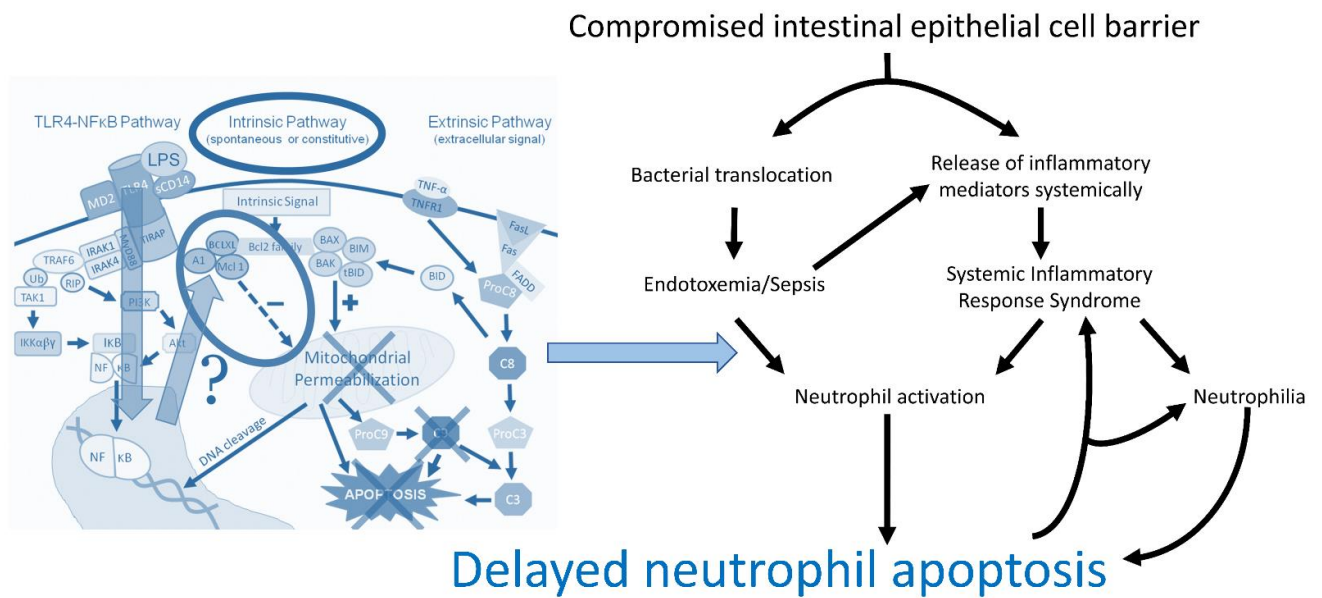 Compromised intestinal epithelial cell barrier
TLR4-NFκB Pathway
Intrinsic Pathway
(spontaneous or constitutive)
Extrinsic Pathway
(extracellular signal)
LPS
TLR4
MD2
sCD14
TIRAP
MyD88
IRAK1
IRAK4
TRAF6
Ub
RIP
TAK1
PI3K
IKKαβγ
IκB
Akt
NF
κB
?
NF
κB
Intrinsic Signal
BCLXL
A1
Mcl 1
Bcl2 family
BAX
BAK
BIM
tBID
BID
–
+
TNF-α
TNFR1
FasL
Fas
FADD
ProC8
C8
Mitochondrial
Permeabilization
DNA cleavage
ProC9
ProC3
APOPTOSIS
C3
Bacterial translocation
Release of inflammatory
mediators systemically
Endotoxemia/Sepsis
Systemic Inflammatory
Response Syndrome
Neutrophil activation
Neutrophilia
Delayed neutrophil apoptosis